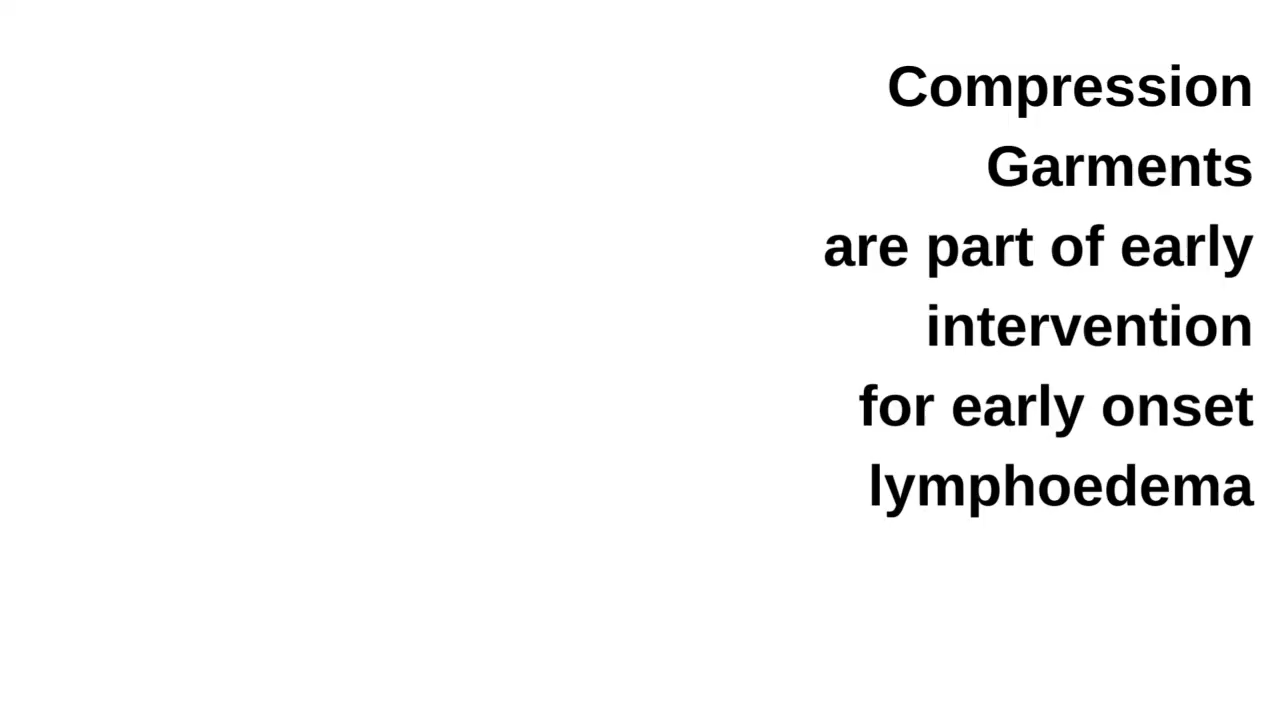 Compression
Garments
are part of early
intervention
for early onset
lymphoedema